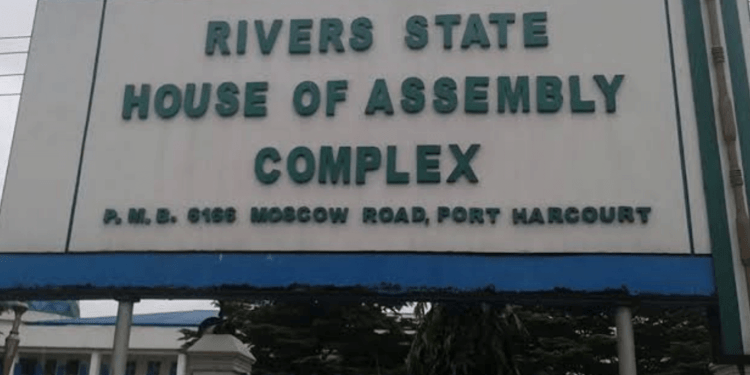 RIVERS STATE
HOUSE OF ASSEMBLY
COMPLEX
P. M. B. 6166 MOSCOW ROAD, PORT HARCOURT